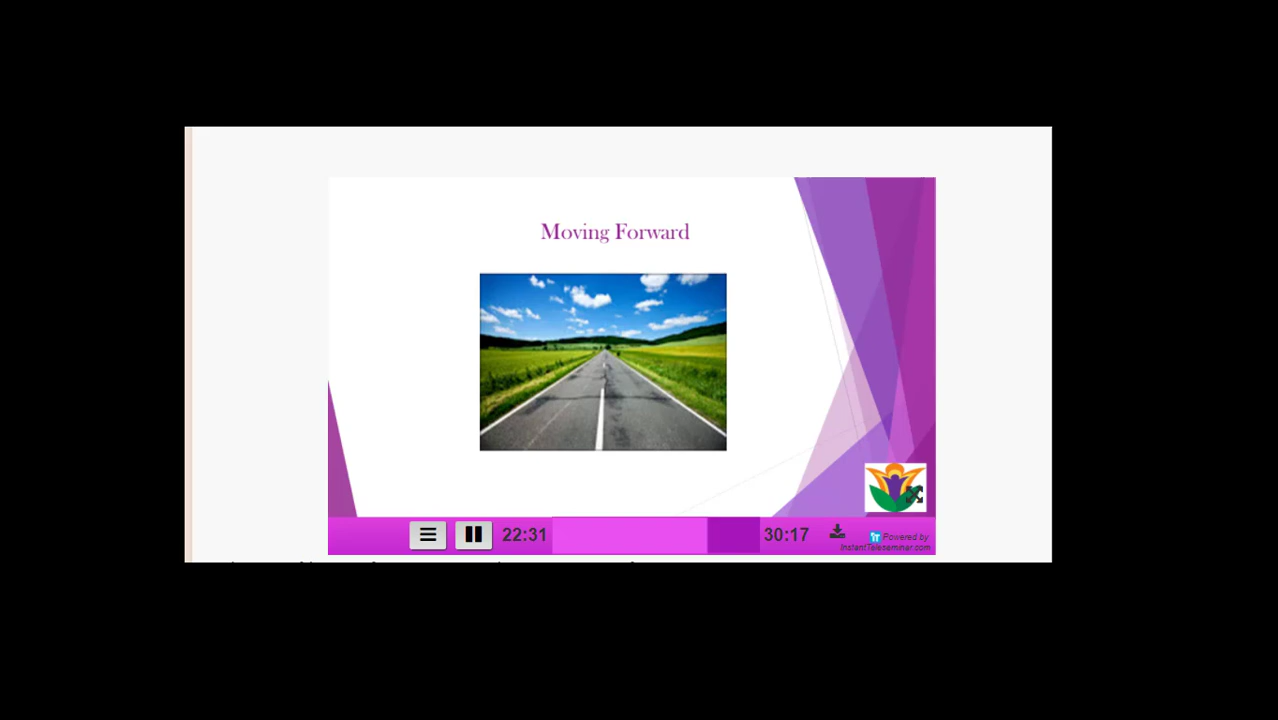 Moving Forward
22:31
30:17
Powered by
InstantTeleseminar.com